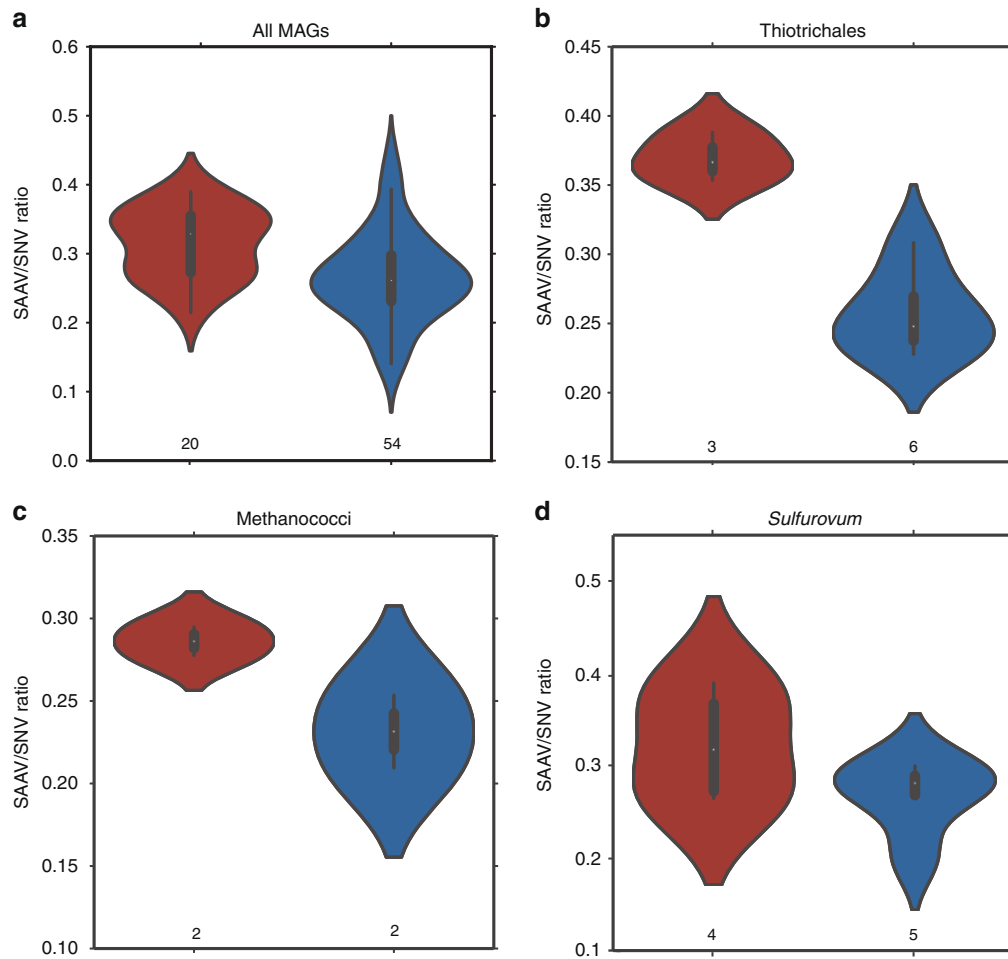 a
All MAGs
SAAV/SNV ratio
0.6
0.5
0.4
0.3
0.2
0.1
0.0
20
54
b
Thiotrichales
SAAV/SNV ratio
0.45
0.40
0.35
0.30
0.25
0.20
0.15
3
6
c
Methanococci
SAAV/SNV ratio
0.35
0.30
0.25
0.20
0.15
0.10
2
2
d
Sulfurovum
SAAV/SNV ratio
0.5
0.4
0.3
0.2
0.1
4
5